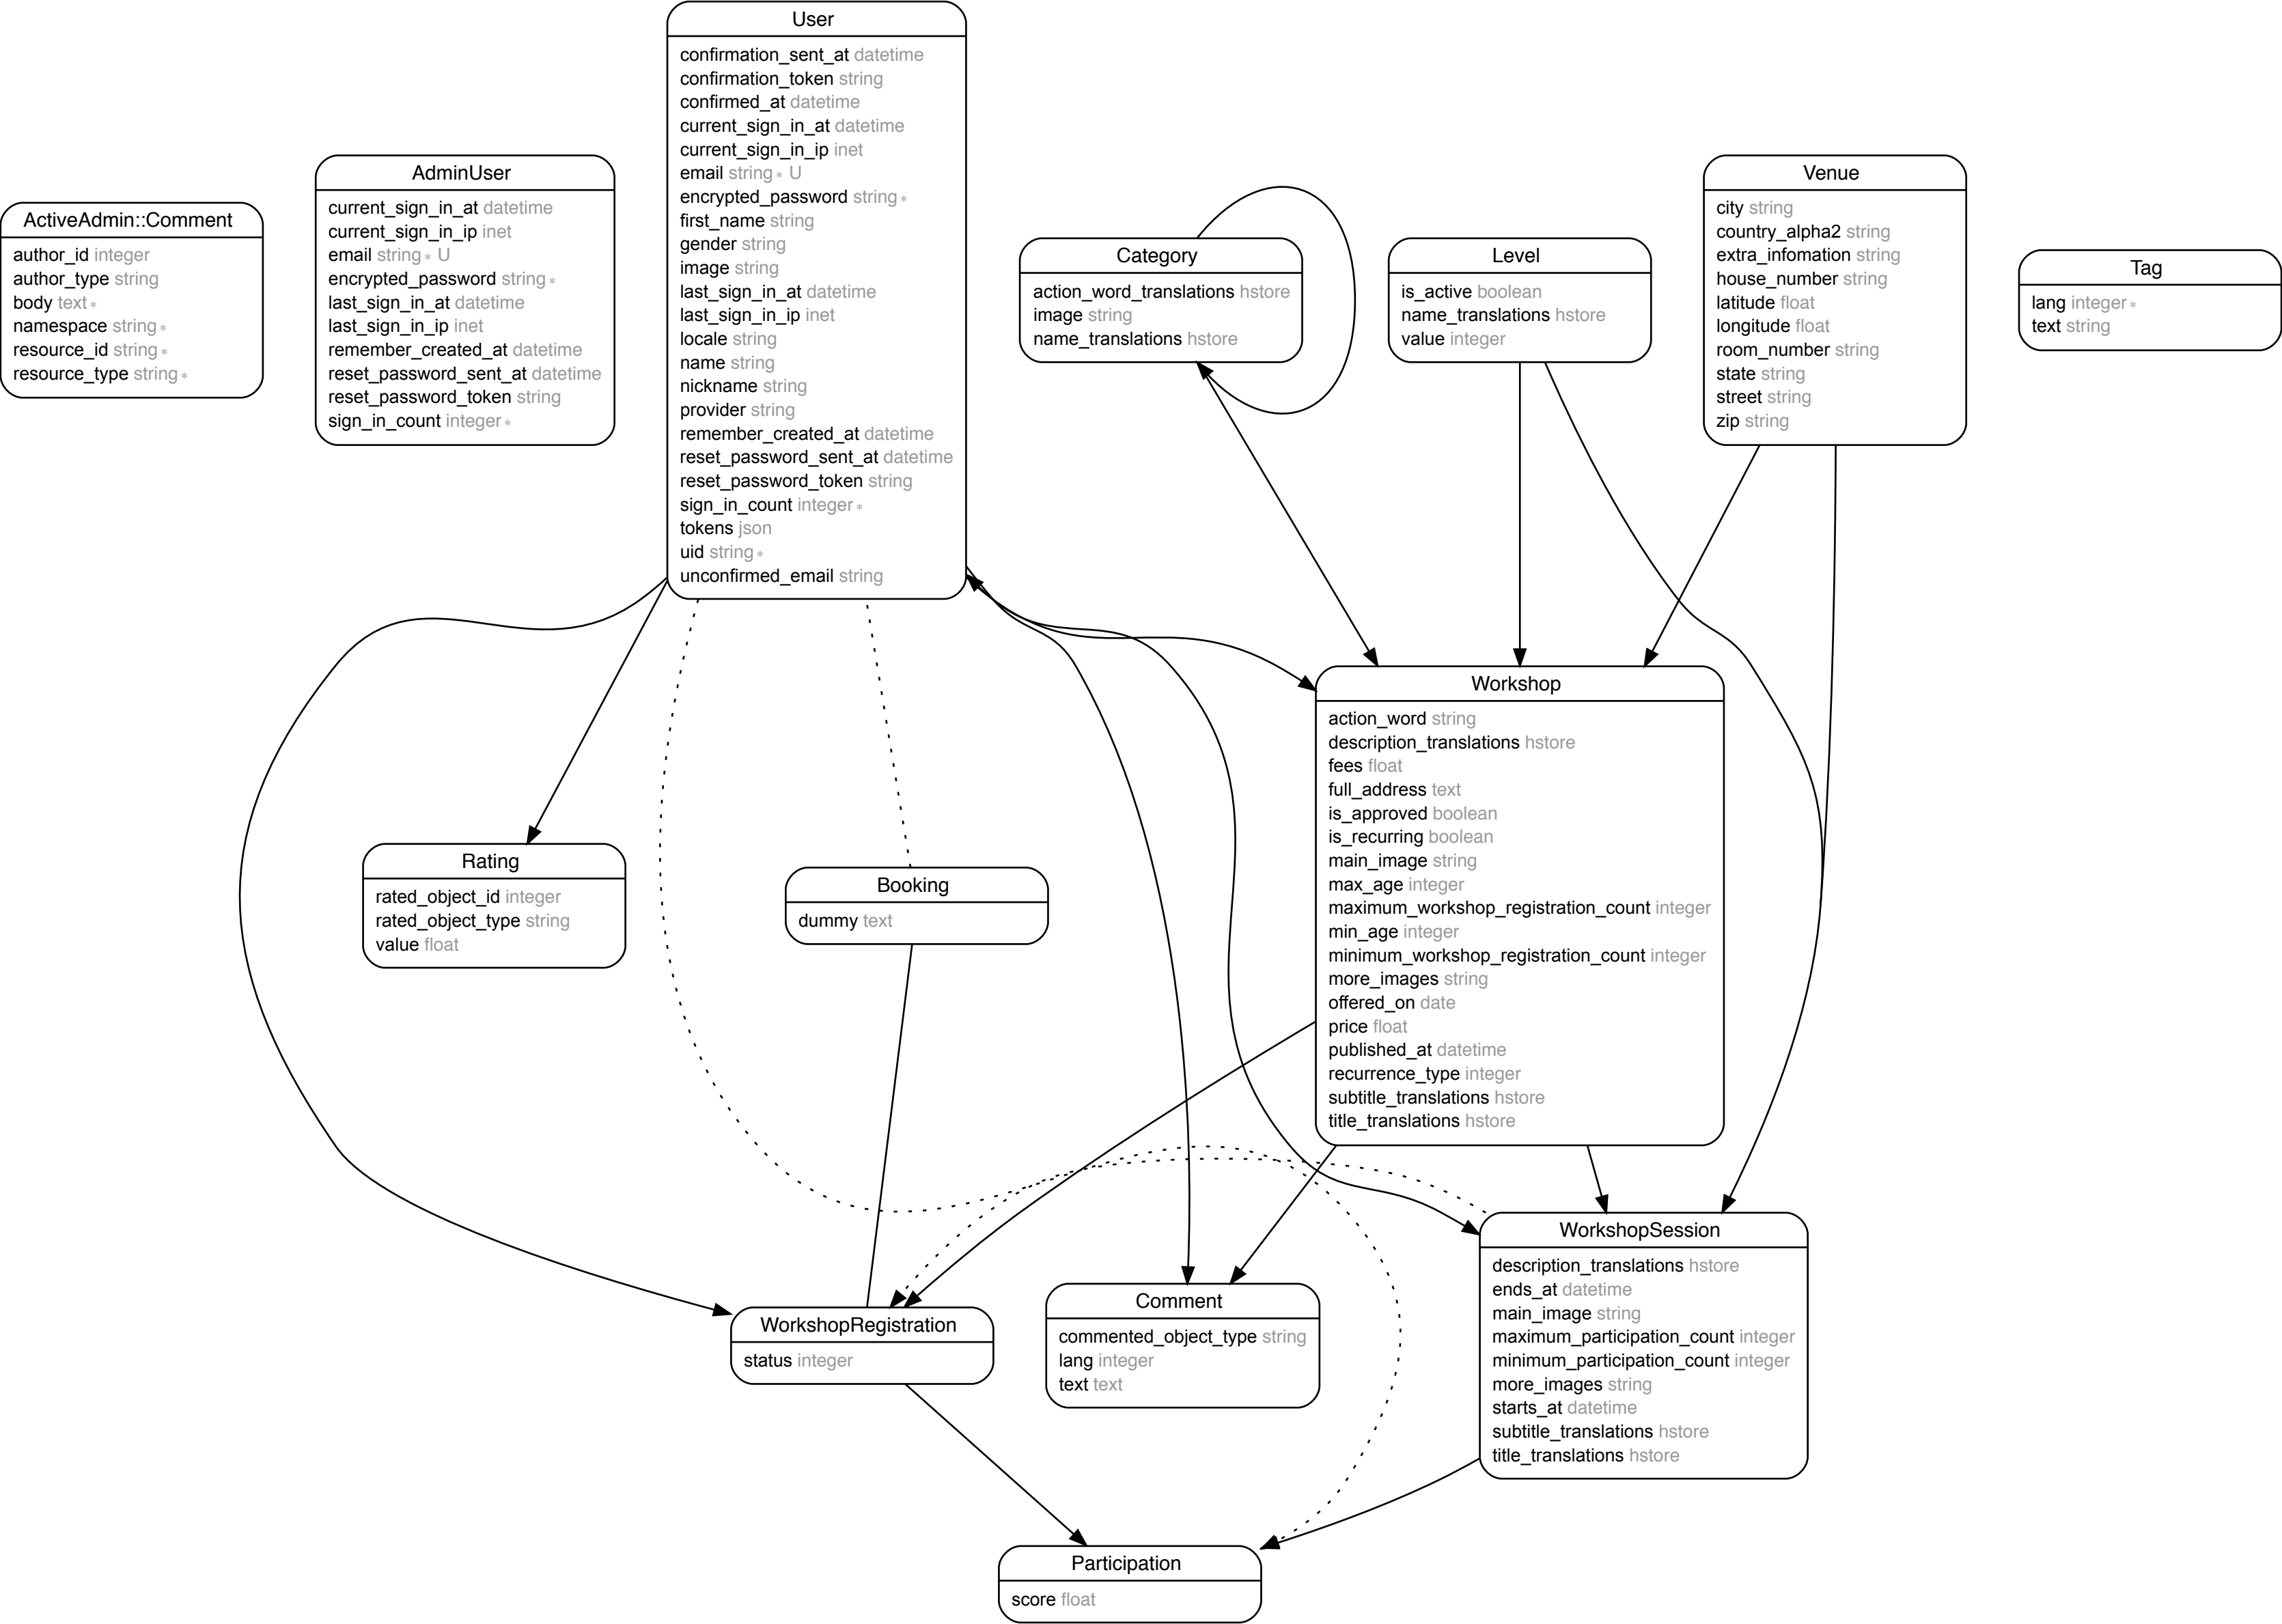 User
confirmation_sent_at datetime
confirmation_token string
confirmed_at datetime
current_sign_in_at datetime
current_sign_in_ip inet
email string * U
encrypted_password string *
first_name string
gender string
image string
last_sign_in_at datetime
last_sign_in_ip inet
locale string
name string
nickname string
provider string
remember_created_at datetime
reset_password_sent_at datetime
reset_password_token string
sign_in_count integer *
tokens json
uid string *
unconfirmed_email string
ActiveAdmin::Comment
author_id integer
author_type string
body text *
namespace string *
resource_id string *
resource_type string *
AdminUser
current_sign_in_at datetime
current_sign_in_ip inet
email string * U
encrypted_password string *
last_sign_in_at datetime
last_sign_in_ip inet
remember_created_at datetime
reset_password_sent_at datetime
reset_password_token string
sign_in_count integer *
Category
action_word_translations hstore
image string
name_translations hstore
Level
is_active boolean
name_translations hstore
value integer
Venue
city string
country_alpha2 string
extra_infomation string
house_number string
latitude float
longitude float
room_number string
state string
street string
zip string
Tag
lang integer *
text string
Workshop
action_word string
description_translations hstore
fees float
full_address text
is_approved boolean
is_recurring boolean
main_image string
max_age integer
maximum_workshop_registration_count integer
min_age integer
minimum_workshop_registration_count integer
more_images string
offered_on date
price float
published_at datetime
recurrence_type integer
subtitle_translations hstore
title_translations hstore
Rating
rated_object_id integer
rated_object_type string
value float
Booking
dummy text
WorkshopSession
description_translations hstore
ends_at datetime
main_image string
maximum_participation_count integer
minimum_participation_count integer
more_images string
starts_at datetime
subtitle_translations hstore
title_translations hstore
Comment
commented_object_type string
lang integer
text text
WorkshopRegistration
status integer
Participation
score float